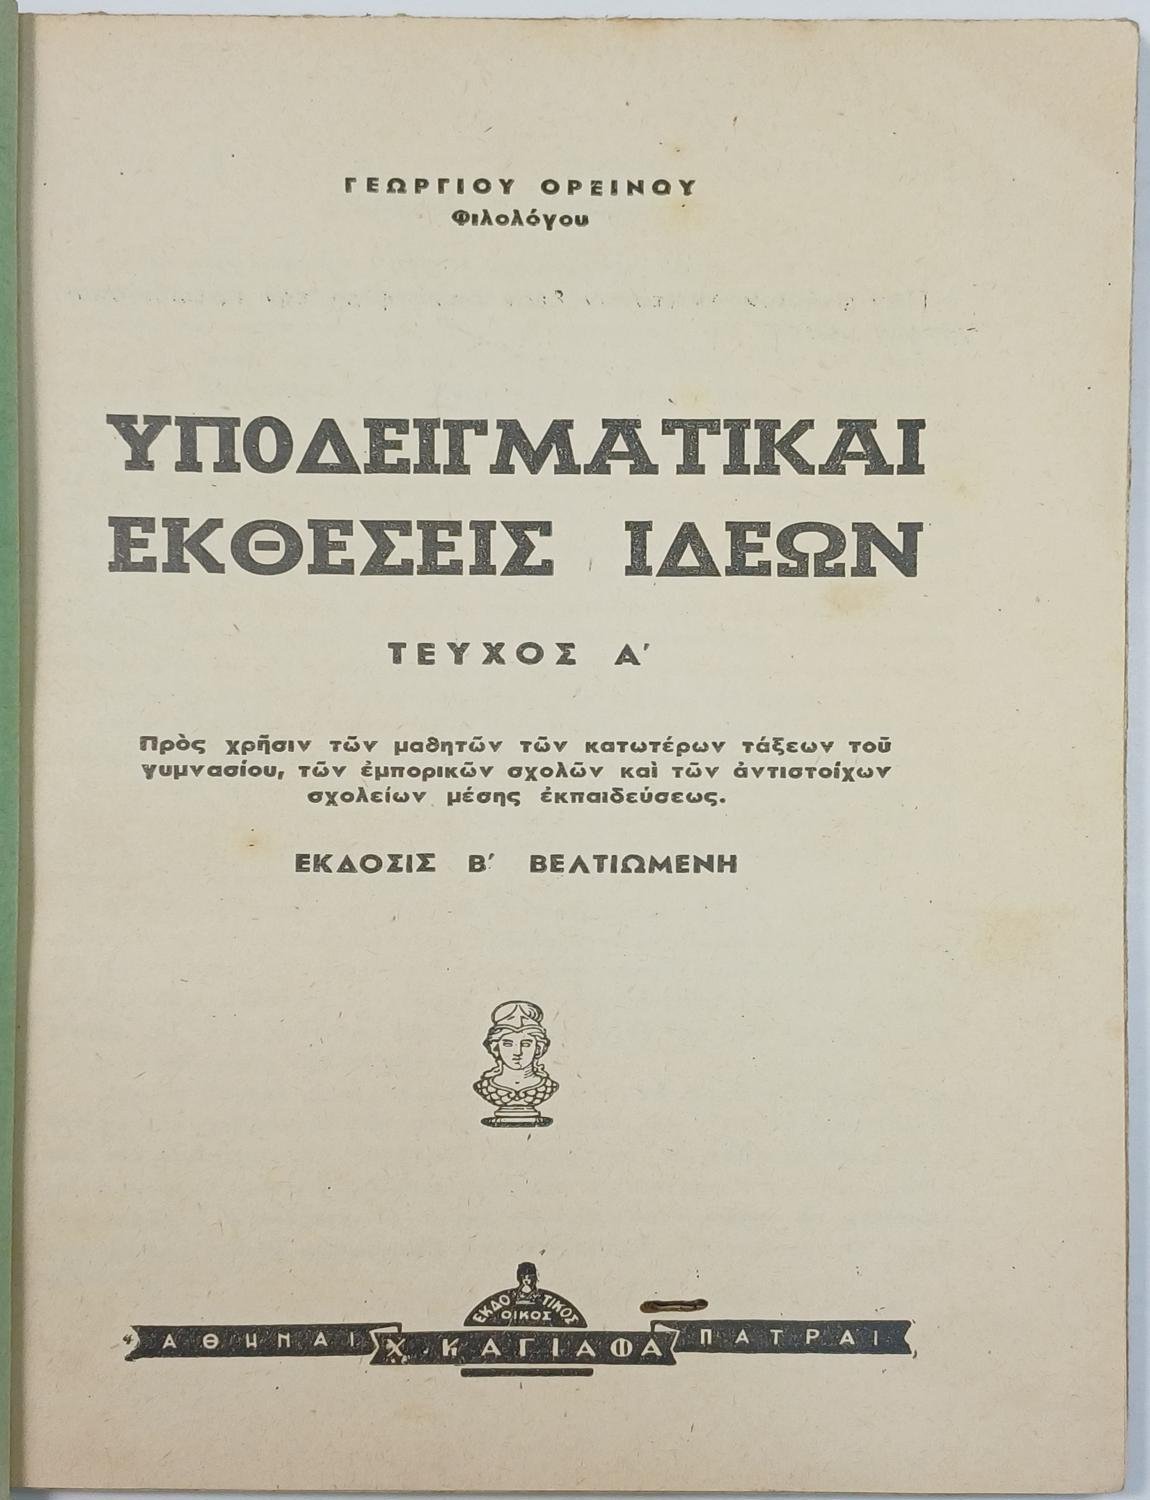 ΓΕΩΡΓΙΟΥ ΟΡΕΙΝΟΥ
Φιλολόγου
ΥΠΟΔΕΙΓΜΑΤΙΚΑΙ
ΕΚΘΕΣΕΙΣ ΙΔΕΩΝ
ΤΕΥΧΟΣ Α΄
Πρὸς χρῆσιν τῶν μαθητῶν τῶν κατωτέρων τάξεων τοῦ
γυμνασίου, τῶν ἐμπορικῶν σχολῶν καὶ τῶν ἀντιστοίχων
σχολείων μέσης ἐκπαιδεύσεως.
ΕΚΔΟΣΙΣ Β΄ ΒΕΛΤΙΩΜΕΝΗ
ΕΚΔΟΤΙΚΟΣ
ΟΙΚΟΣ
ΑΘΗΝΑΙ Χ. ΚΑΓΙΑΦΑ ΠΑΤΡΑΙ